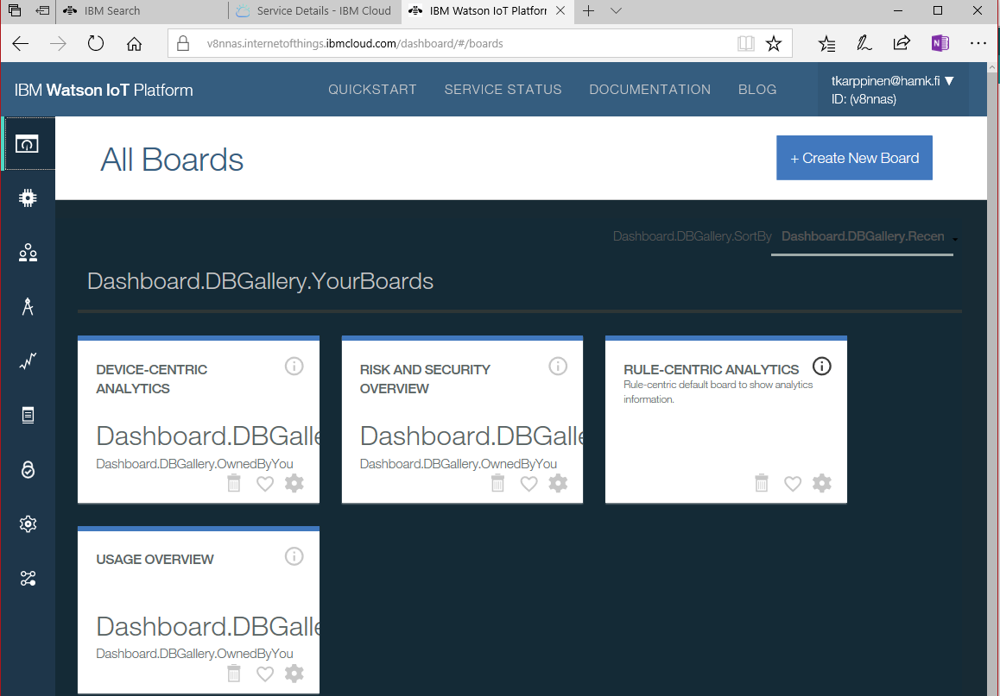 IBM Search
Service Details - IBM Cloud
IBM Watson IoT Platform
v8nnas.internetofthings.ibmcloud.com/dashboard/#/boards
IBM Watson IoT Platform
QUICKSTART
SERVICE STATUS
DOCUMENTATION
BLOG
tkarppinen@hamk.fi ▼
ID: (v8nnas)
All Boards
+ Create New Board
Dashboard.DBGallery.SortBy
Dashboard.DBGallery.Recen
Dashboard.DBGallery.YourBoards
DEVICE-CENTRIC
ANALYTICS
Dashboard.DBGalle
Dashboard.DBGallery.OwnedByYou
RISK AND SECURITY
OVERVIEW
Dashboard.DBGalle
Dashboard.DBGallery.OwnedByYou
RULE-CENTRIC ANALYTICS
Rule-centric default board to show analytics
information.
USAGE OVERVIEW
Dashboard.DBGalle
Dashboard.DBGallery.OwnedByYou